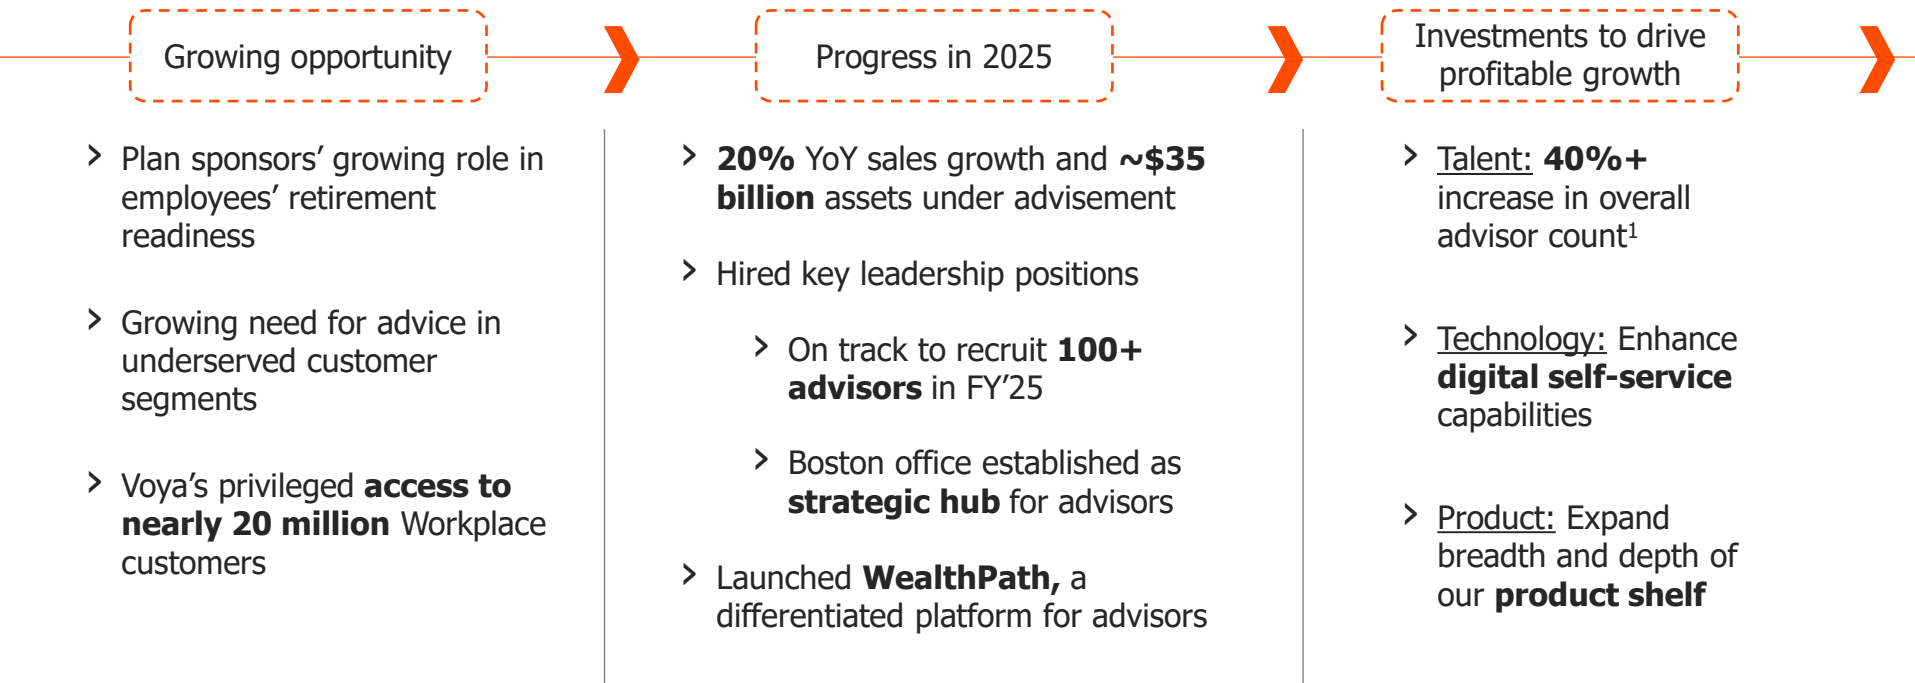 Growing opportunity
Plan sponsors’ growing role in
employees’ retirement
readiness
Growing need for advice in
underserved customer
segments
Voya’s privileged access to
nearly 20 million Workplace
customers
Progress in 2025
20% YoY sales growth and ~$35
billion assets under advisement
Hired key leadership positions
On track to recruit 100+
advisors in FY’25
Boston office established as
strategic hub for advisors
Launched WealthPath, a
differentiated platform for advisors
Investments to drive
profitable growth
Talent: 40%+
increase in overall
advisor count¹
Technology: Enhance
digital self-service
capabilities
Product: Expand
breadth and depth of
our product shelf